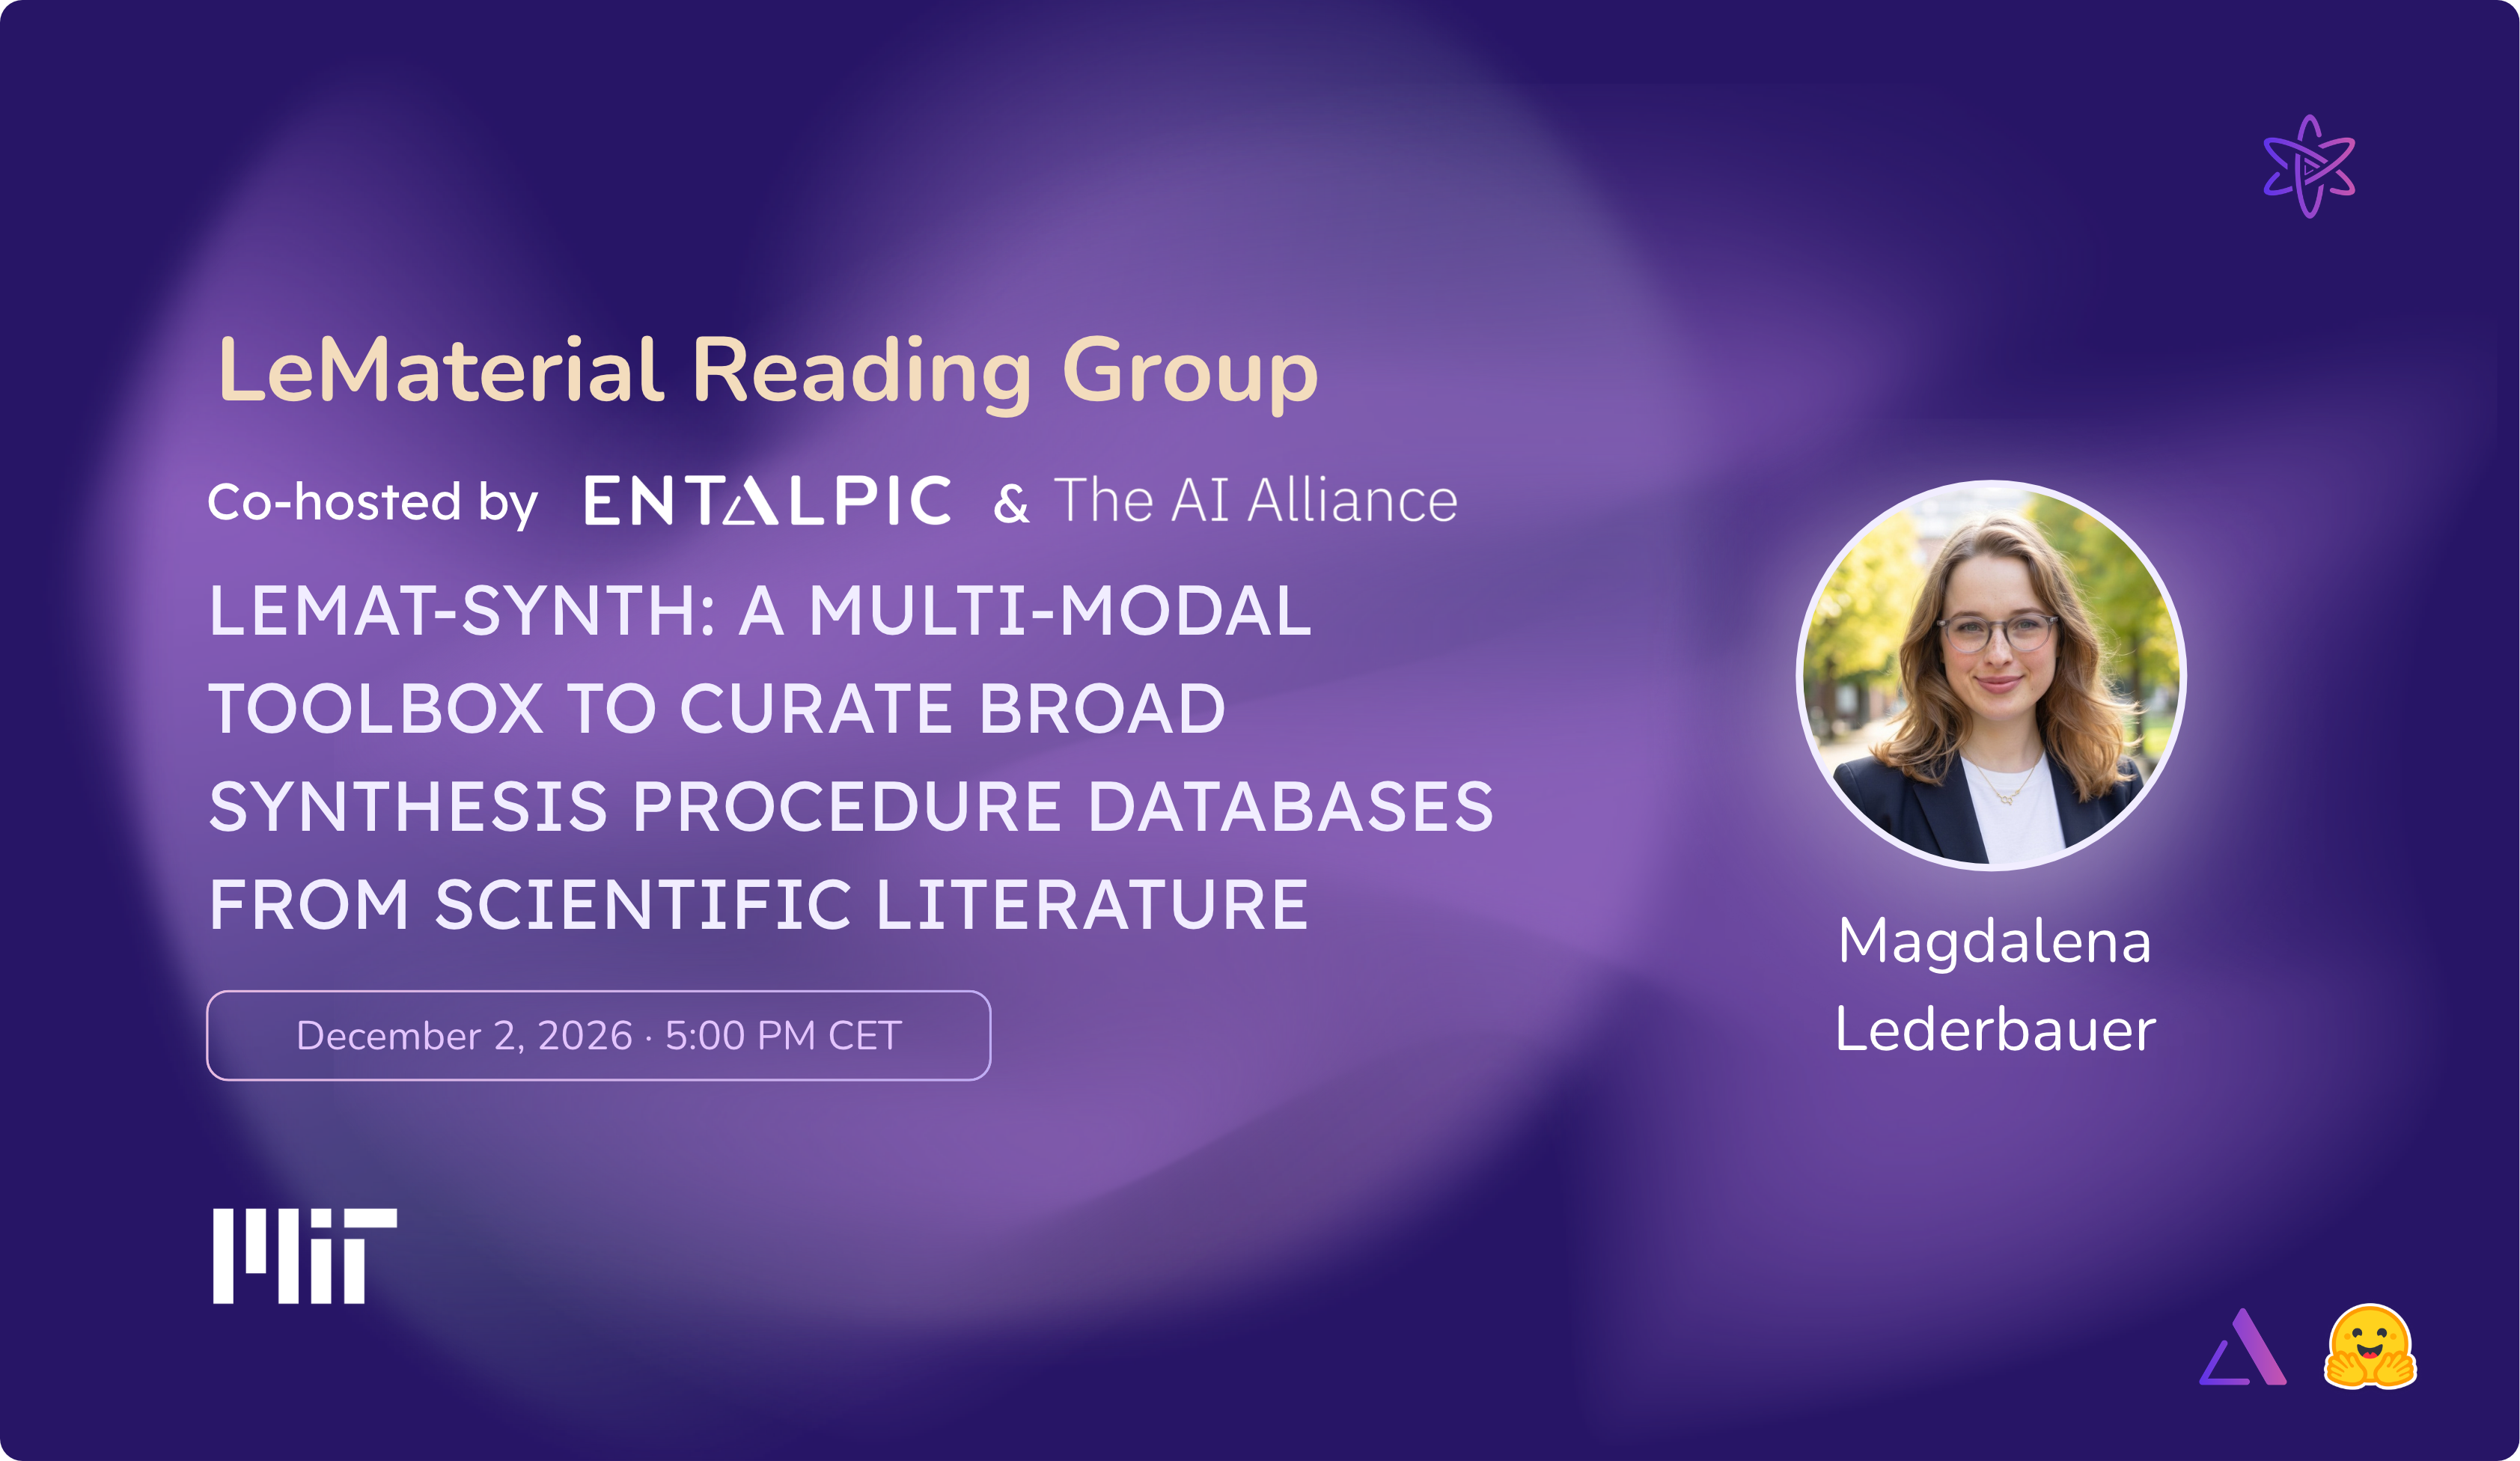 LeMaterial Reading Group
Co-hosted by ENTALPIC & The AI Alliance
LEMAT-SYNTH: A MULTI-MODAL
TOOLBOX TO CURATE BROAD
SYNTHESIS PROCEDURE DATABASES
FROM SCIENTIFIC LITERATURE
December 2, 2026 · 5:00 PM CET
Magdalena
Lederbauer
MIT